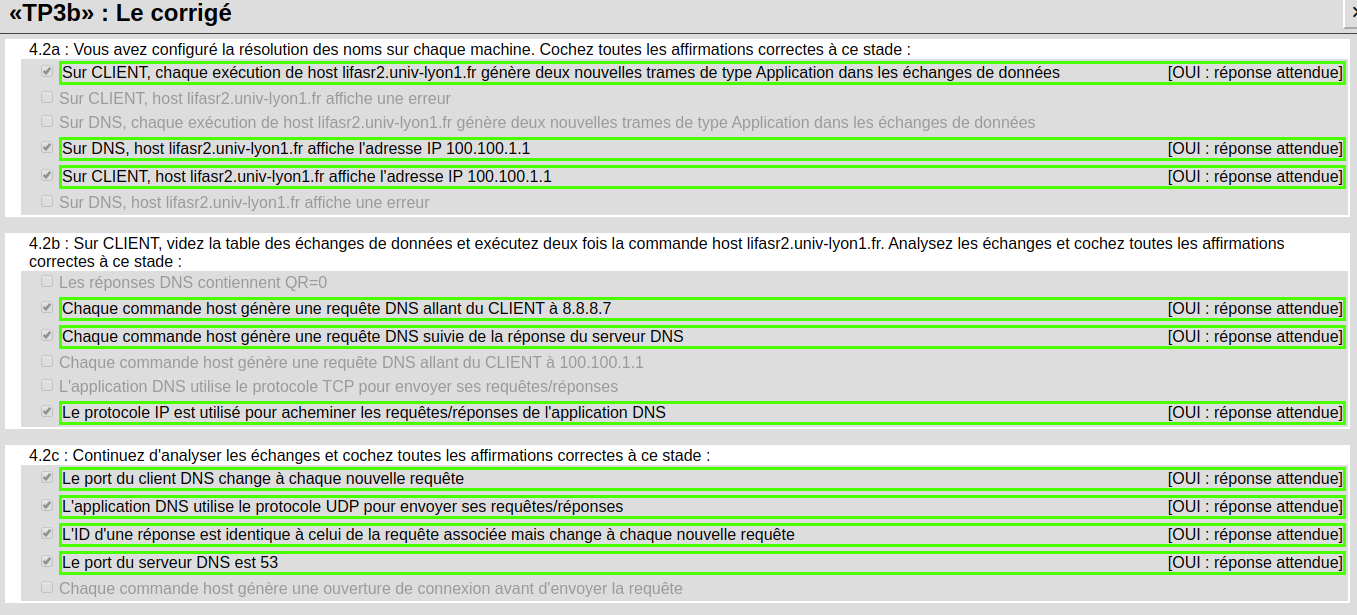 «TP3b» : Le corrigé
4.2a : Vous avez configuré la résolution des noms sur chaque machine. Cochez toutes les affirmations correctes à ce stade :
Sur CLIENT, chaque exécution de host lifasr2.univ-lyon1.fr génère deux nouvelles trames de type Application dans les échanges de données [OUI : réponse attendue]
Sur CLIENT, host lifasr2.univ-lyon1.fr affiche une erreur
Sur DNS, chaque exécution de host lifasr2.univ-lyon1.fr génère deux nouvelles trames de type Application dans les échanges de données
Sur DNS, host lifasr2.univ-lyon1.fr affiche l'adresse IP 100.100.1.1 [OUI : réponse attendue]
Sur CLIENT, host lifasr2.univ-lyon1.fr affiche l'adresse IP 100.100.1.1 [OUI : réponse attendue]
Sur DNS, host lifasr2.univ-lyon1.fr affiche une erreur
4.2b : Sur CLIENT, videz la table des échanges de données et exécutez deux fois la commande host lifasr2.univ-lyon1.fr. Analysez les échanges et cochez toutes les affirmations
correctes à ce stade :
Les réponses DNS contiennent QR=0
Chaque commande host génère une requête DNS allant du CLIENT à 8.8.8.7 [OUI : réponse attendue]
Chaque commande host génère une requête DNS suivie de la réponse du serveur DNS [OUI : réponse attendue]
Chaque commande host génère une requête DNS allant du CLIENT à 100.100.1.1
L'application DNS utilise le protocole TCP pour envoyer ses requêtes/réponses
Le protocole IP est utilisé pour acheminer les requêtes/réponses de l'application DNS [OUI : réponse attendue]
4.2c : Continuez d'analyser les échanges et cochez toutes les affirmations correctes à ce stade :
Le port du client DNS change à chaque nouvelle requête [OUI : réponse attendue]
L'application DNS utilise le protocole UDP pour envoyer ses requêtes/réponses [OUI : réponse attendue]
L'ID d'une réponse est identique à celui de la requête associée mais change à chaque nouvelle requête [OUI : réponse attendue]
Le port du serveur DNS est 53 [OUI : réponse attendue]
Chaque commande host génère une ouverture de connexion avant d'envoyer la requête